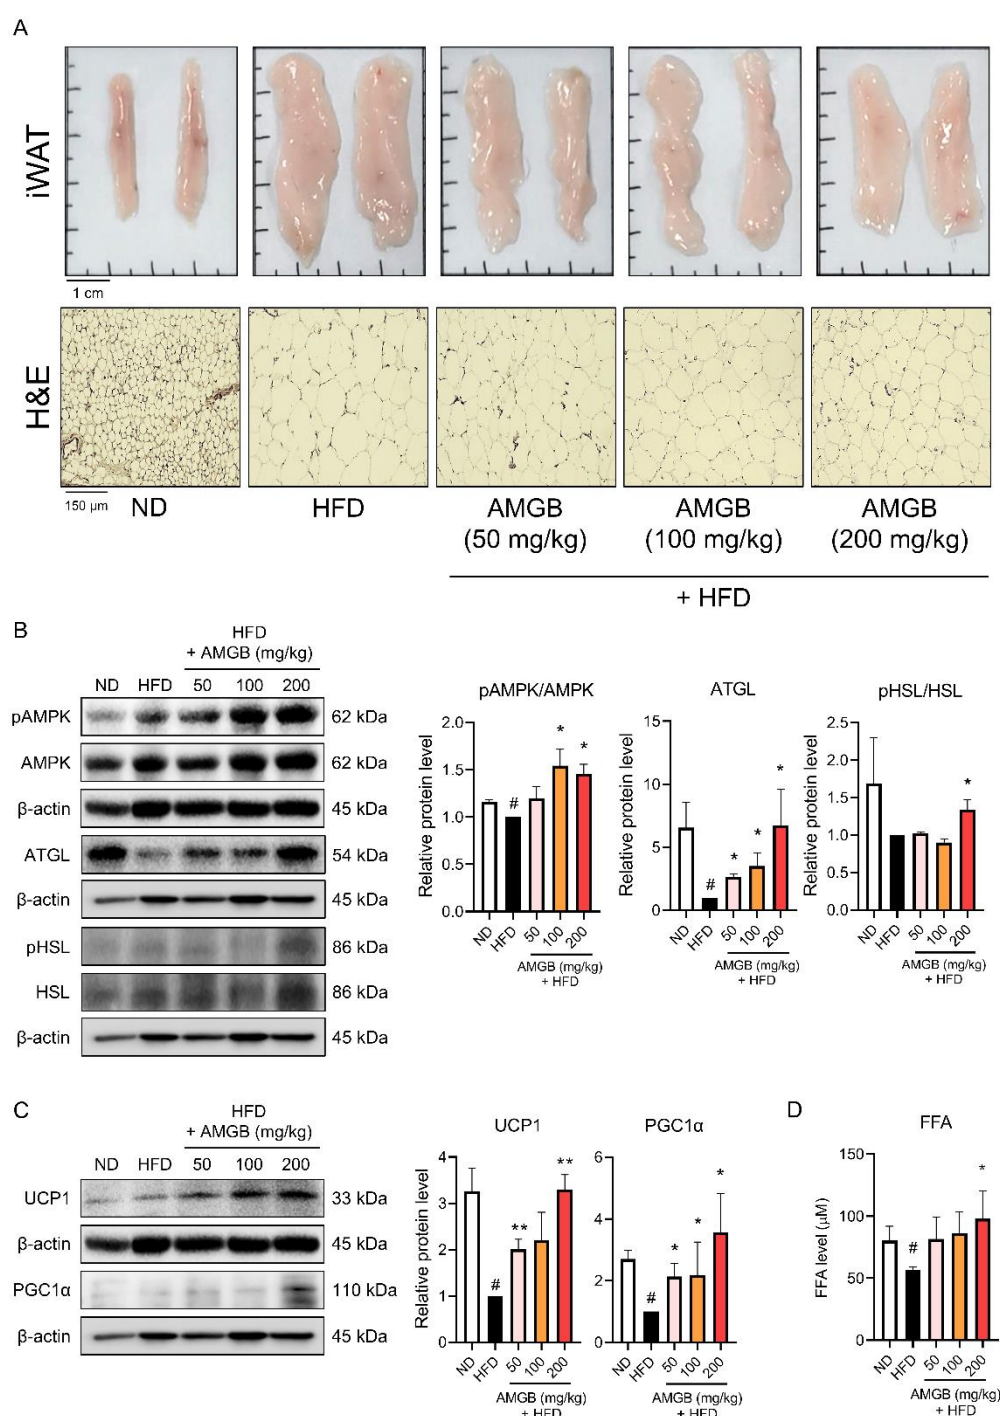 A
iWAT
1 cm
H&E
150 µm
ND
HFD
AMGB
(50 mg/kg)
AMGB
(100 mg/kg)
AMGB
(200 mg/kg)
+ HFD
B
HFD
+ AMGB (mg/kg)
ND HFD 50 100 200
pAMPK 62 kDa
AMPK 62 kDa
β-actin 45 kDa
ATGL 54 kDa
β-actin 45 kDa
pHSL 86 kDa
HSL 86 kDa
β-actin 45 kDa
pAMPK/AMPK
Relative protein level
2.0
1.5
1.0
0.5
0.0
#
*
*
ND HFD 50 100 200
AMGB (mg/kg)
+ HFD
ATGL
Relative protein level
15
10
5
0
#
*
*
*
ND HFD 50 100 200
AMGB (mg/kg)
+ HFD
pHSL/HSL
Relative protein level
2.5
2.0
1.5
1.0
0.5
0.0
*
ND HFD 50 100 200
AMGB (mg/kg)
+ HFD
C
HFD
+ AMGB (mg/kg)
ND HFD 50 100 200
UCP1 33 kDa
β-actin 45 kDa
PGC1α 110 kDa
β-actin 45 kDa
UCP1
Relative protein level
4
3
2
1
0
#
**
**
ND HFD 50 100 200
AMGB (mg/kg)
+ HFD
PGC1α
6
4
2
0
#
*
*
*
ND HFD 50 100 200
AMGB (mg/kg)
+ HFD
D
FFA
FFA level (µM)
150
100
50
0
#
*
ND HFD 50 100 200
AMGB (mg/kg)
+ HFD